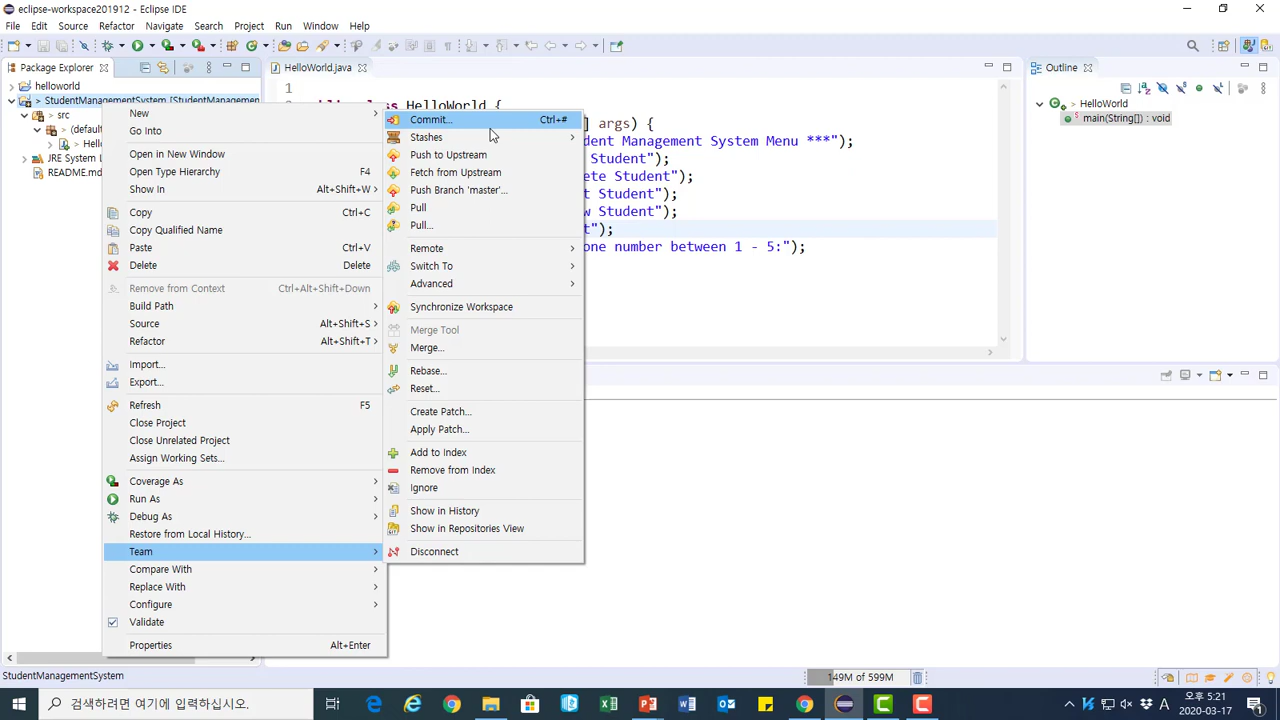 eclipse-workspace201912 - Eclipse IDE
File Edit Source Refactor Navigate Search Project Run Window Help
Package Explorer
HelloWorld.java
Outline
helloworld
> StudentManagementSystem [StudentManagemen
src
> (defau
Hell
JRE System L
README.md
1
HelloWorld {
] args) {
dent Management System Menu ***");
 Student");
ete Student");
t Student");
w Student");
t");
one number between 1 - 5:");
HelloWorld
main(String[]) : void
New
Go Into
Open in New Window
Open Type Hierarchy F4
Show In Alt+Shift+W
Copy Ctrl+C
Copy Qualified Name
Paste Ctrl+V
Delete Delete
Remove from Context Ctrl+Alt+Shift+Down
Build Path
Source Alt+Shift+S
Refactor Alt+Shift+T
Import...
Export...
Refresh F5
Close Project
Close Unrelated Project
Assign Working Sets...
Coverage As
Run As
Debug As
Restore from Local History...
Team
Compare With
Replace With
Configure
Validate
Properties Alt+Enter
Commit... Ctrl+#
Stashes
Push to Upstream
Fetch from Upstream
Push Branch 'master'...
Pull
Pull...
Remote
Switch To
Advanced
Synchronize Workspace
Merge Tool
Merge...
Rebase...
Reset...
Create Patch...
Apply Patch...
Add to Index
Remove from Index
Ignore
Show in History
Show in Repositories View
Disconnect
StudentManagementSystem
149M of 599M
검색하려면 여기에 입력하십시오.
오후 5:21
2020-03-17